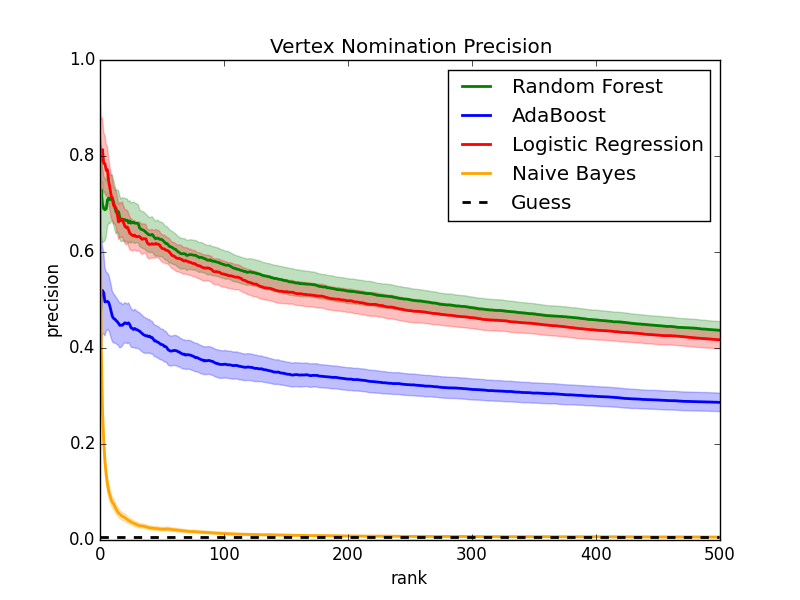 Vertex Nomination Precision
1.0
0.8
0.6
0.4
0.2
0.0
precision
Random Forest
AdaBoost
Logistic Regression
Naive Bayes
Guess
0 100 200 300 400 500
rank